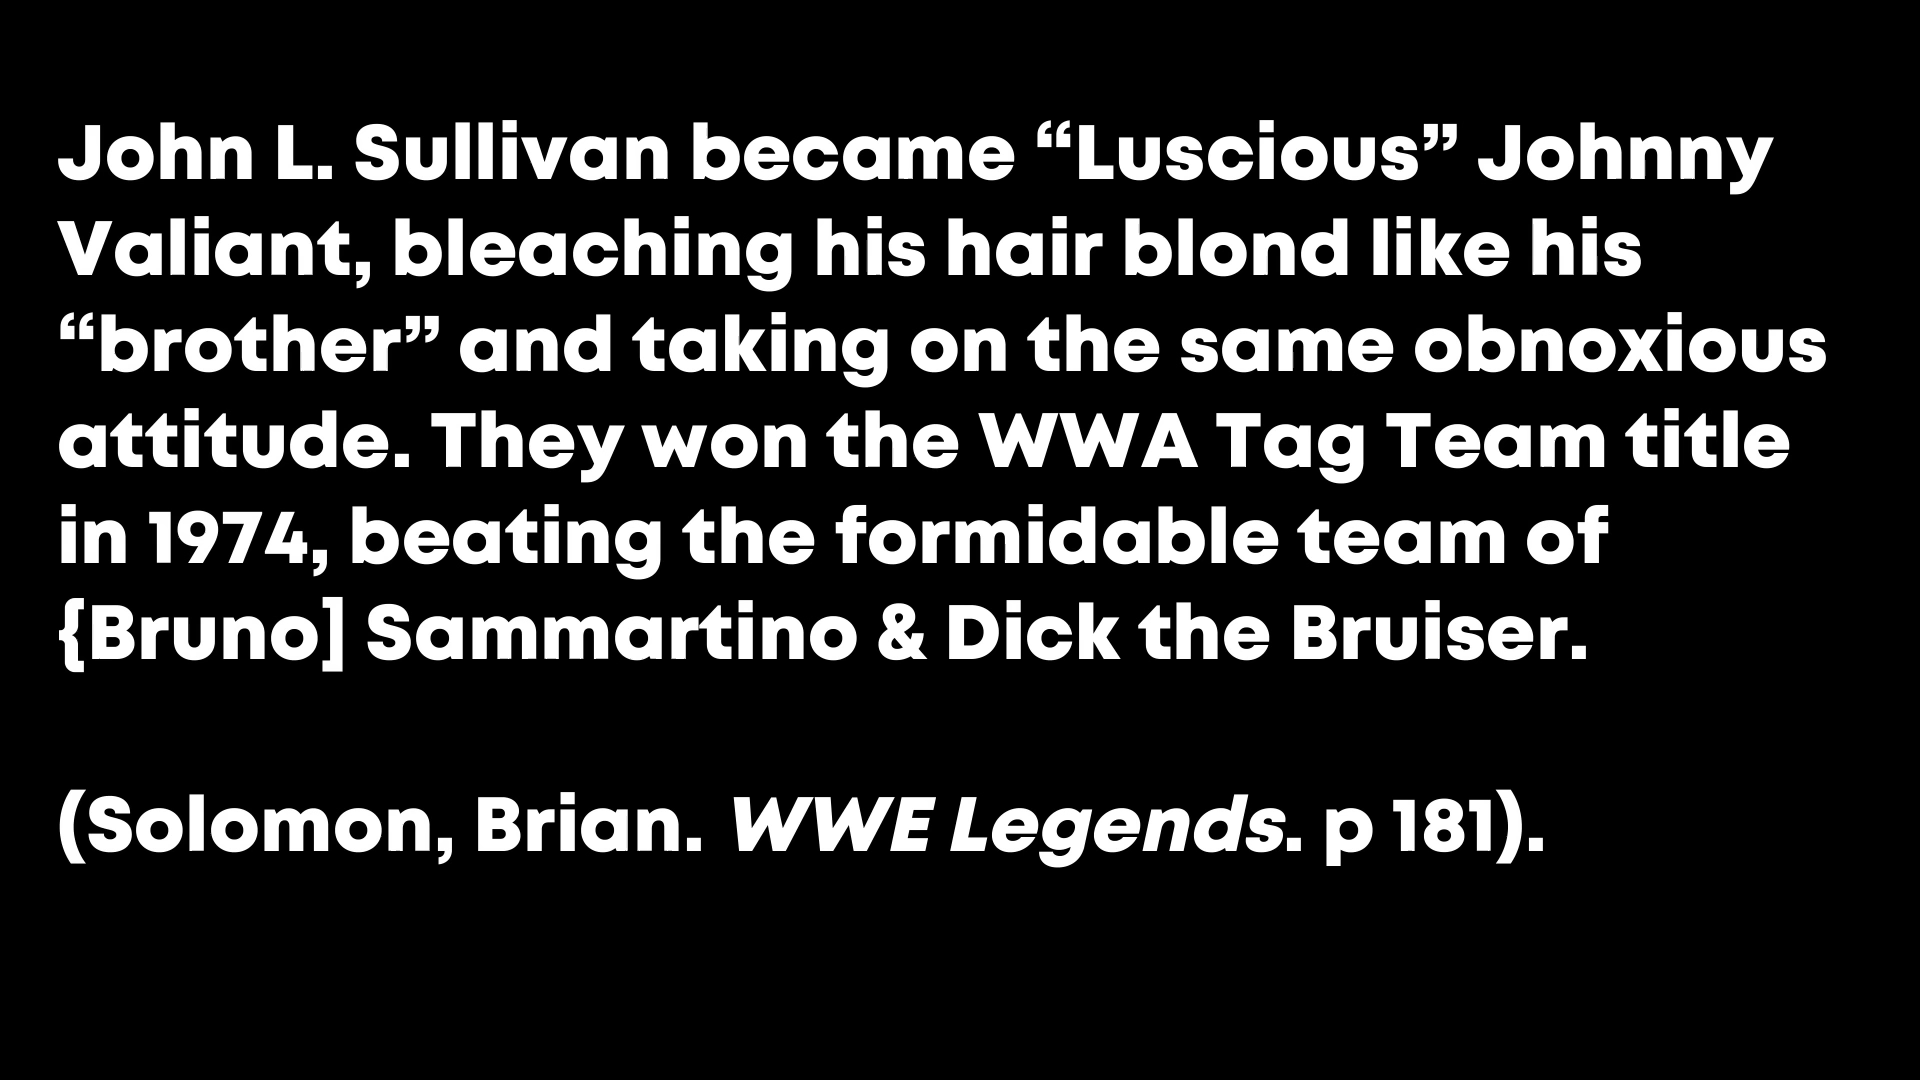 John L. Sullivan became “Luscious” Johnny
Valiant, bleaching his hair blond like his
“brother” and taking on the same obnoxious
attitude. They won the WWA Tag Team title
in 1974, beating the formidable team of
{Bruno] Sammartino & Dick the Bruiser.
(Solomon, Brian. WWE Legends. p 181).